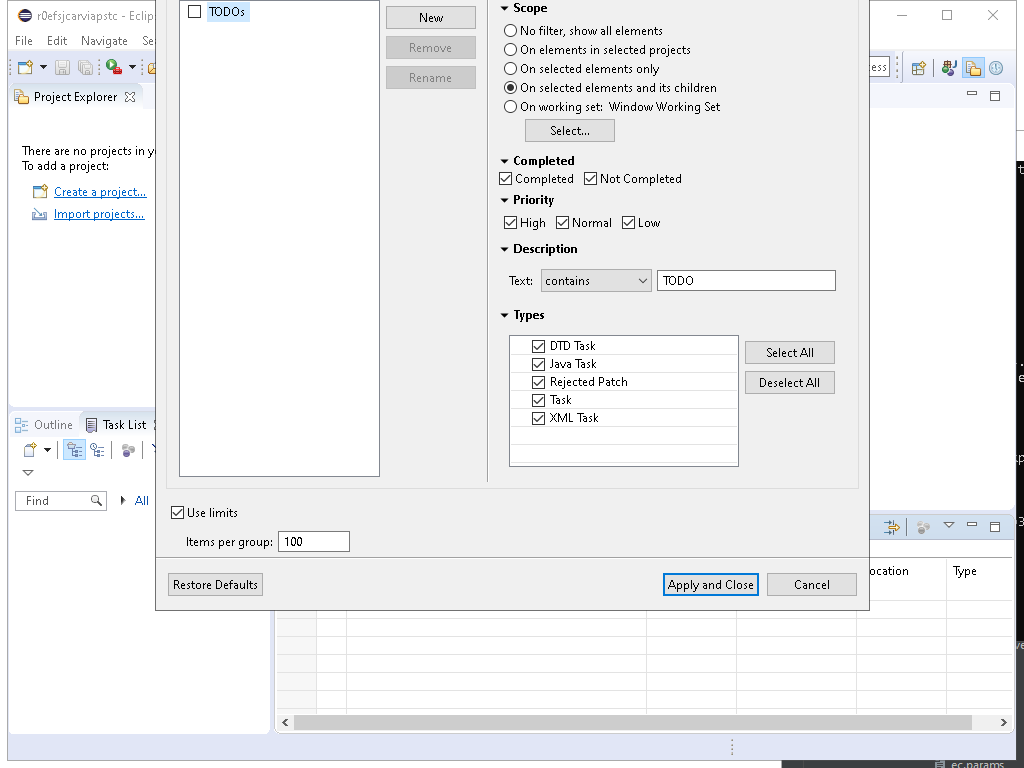 r0efsjcarviapstc - Eclip
File Edit Navigate Se
Project Explorer
There are no projects in y
To add a project:
Create a project...
Import projects...
Outline Task List
Find All
TODOs
New
Remove
Rename
Scope
No filter, show all elements
On elements in selected projects
On selected elements only
On selected elements and its children
On working set: Window Working Set
Select...
Completed
Completed Not Completed
Priority
High Normal Low
Description
Text: contains TODO
Types
DTD Task
Java Task
Rejected Patch
Task
XML Task
Select All
Deselect All
Use limits
Items per group: 100
Restore Defaults Apply and Close Cancel
ess
ocation Type
ec.params